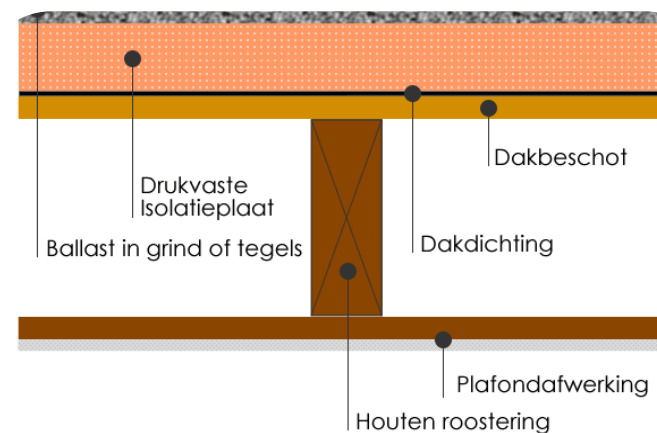 Dakbeschot
Drukvaste
Isolatieplaat
Ballast in grind of tegels
Dakdichting
Plafondafwerking
Houten roostering